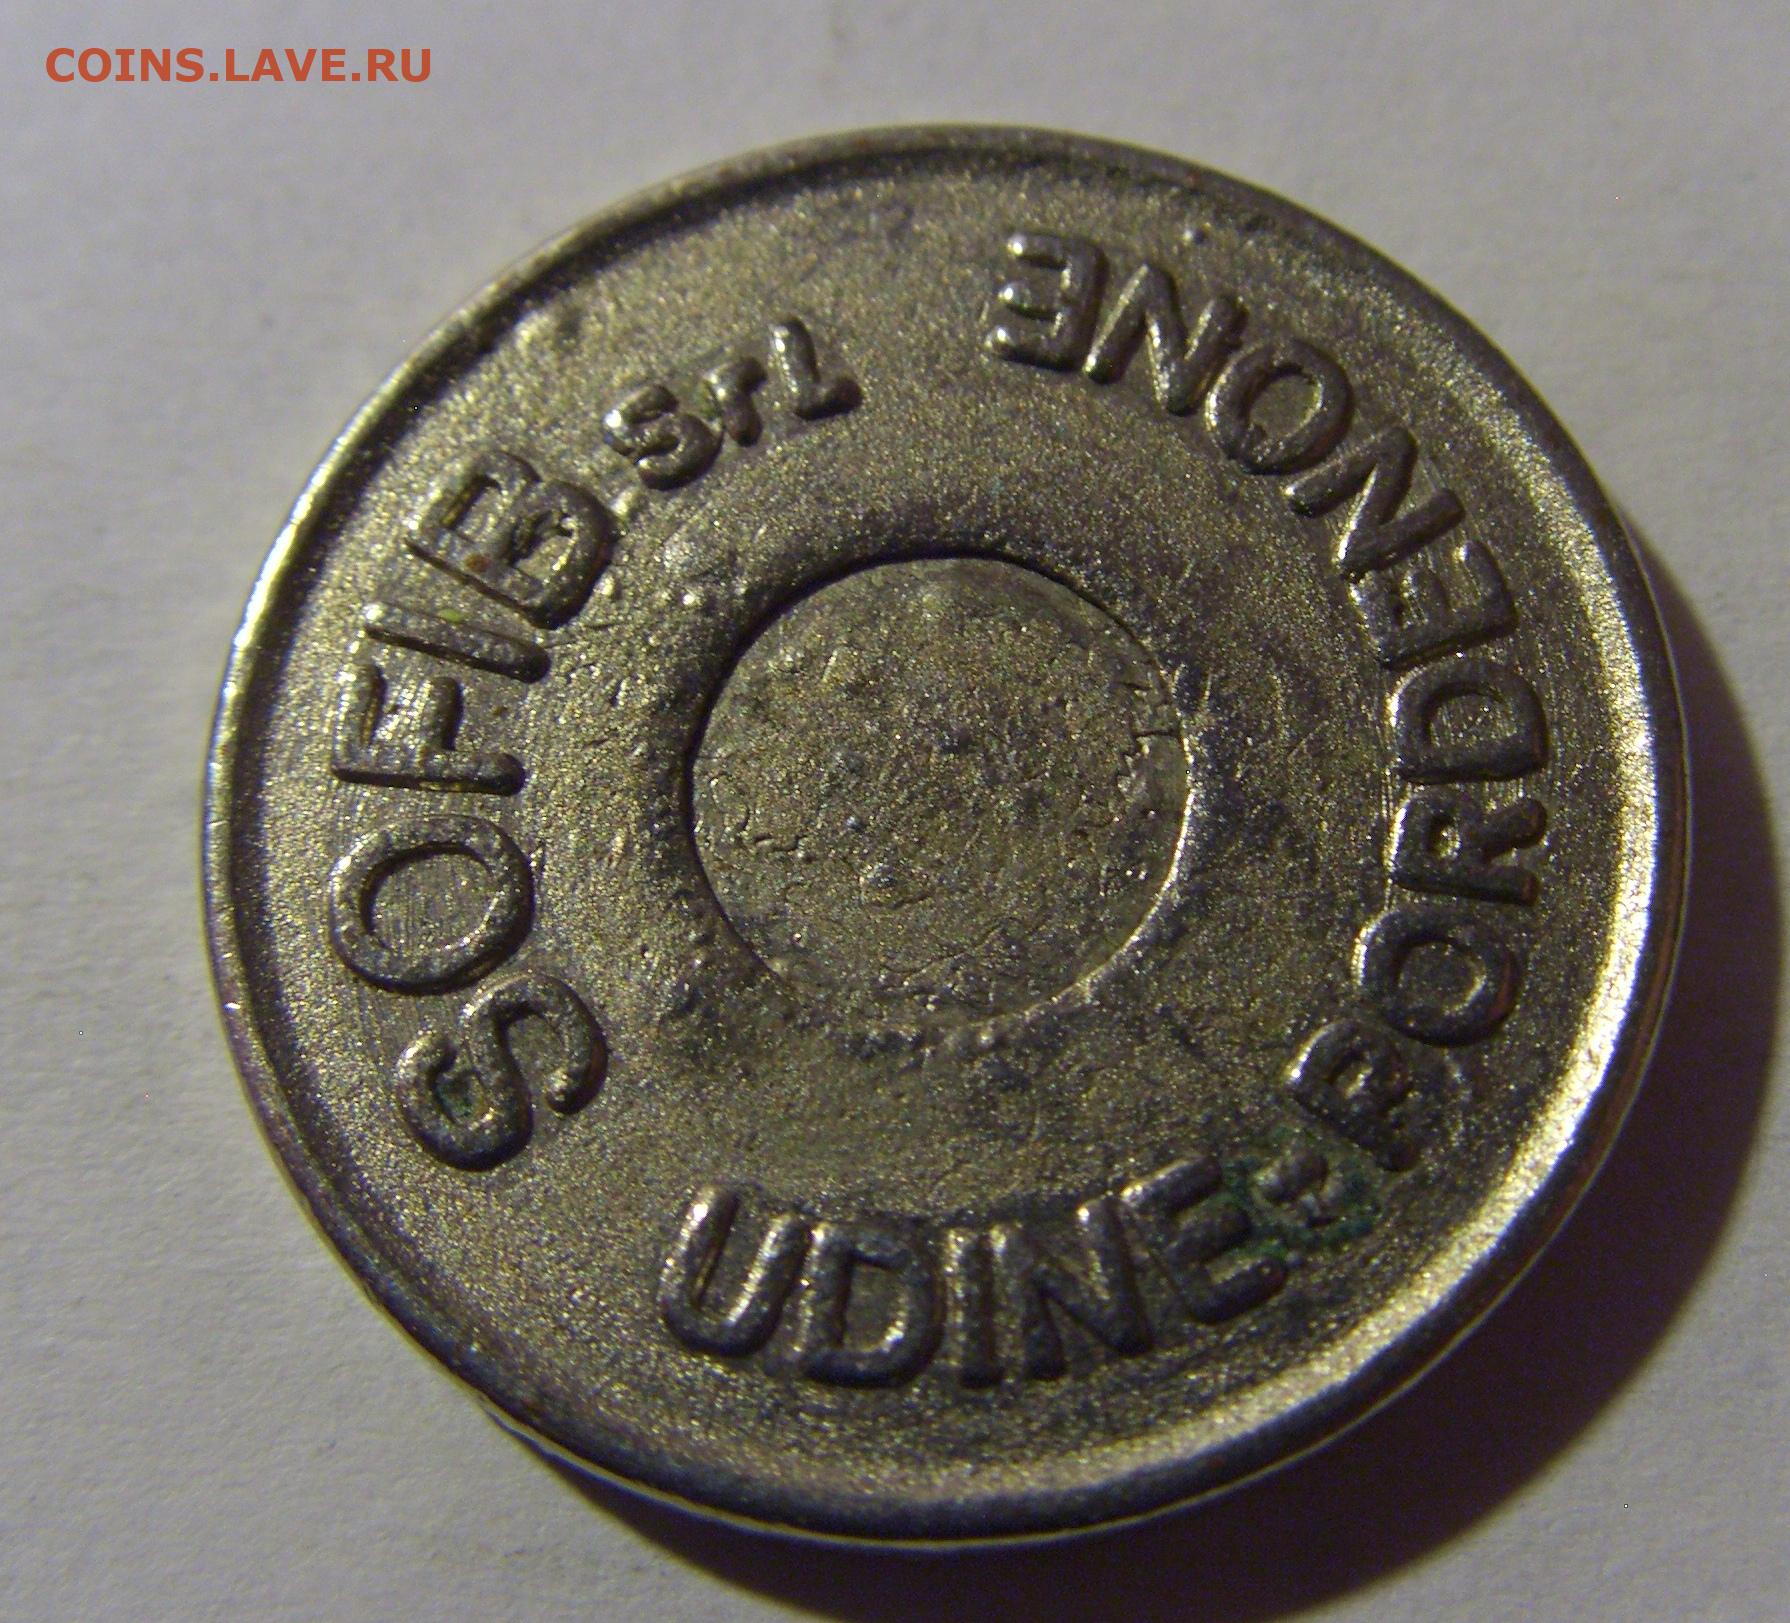 COINS.LAVE.RU
SOFIB srl
UDINE - PORDENONE